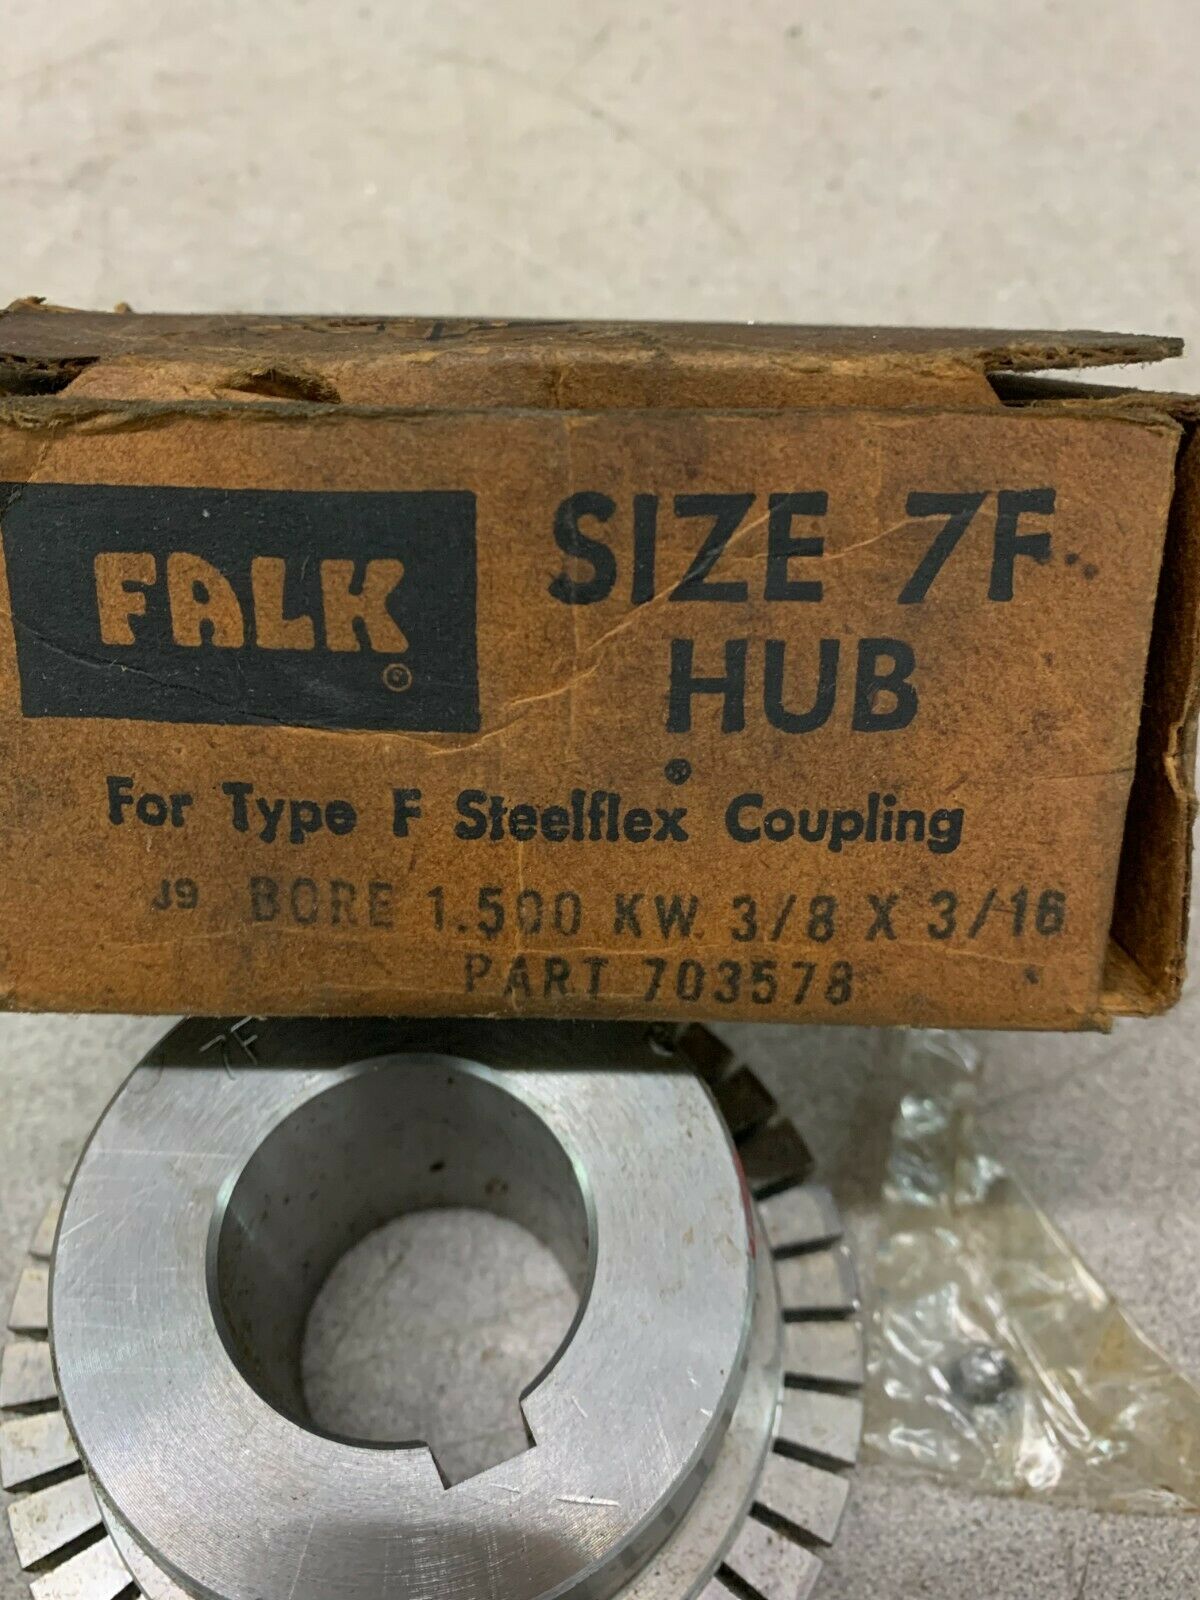 FALK ®
SIZE 7F
HUB
For Type F Steelflex® Coupling
J9 BORE 1.500 KW. 3/8 X 3/16
PART 703578
7F